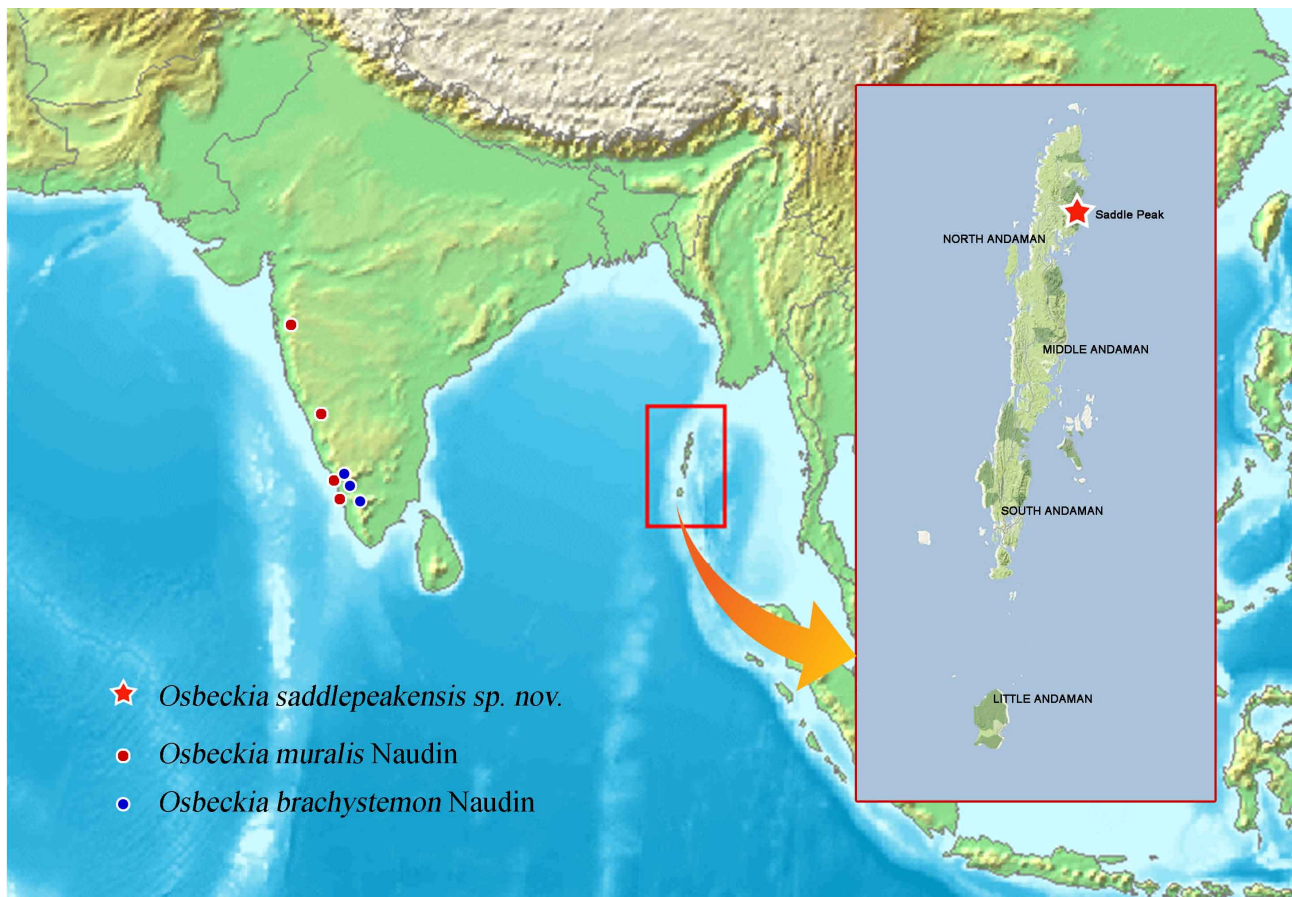 Saddle Peak
NORTH ANDAMAN
MIDDLE ANDAMAN
SOUTH ANDAMAN
LITTLE ANDAMAN
Osbeckia saddlepeakensis sp. nov.
Osbeckia muralis Naudin
Osbeckia brachystemon Naudin